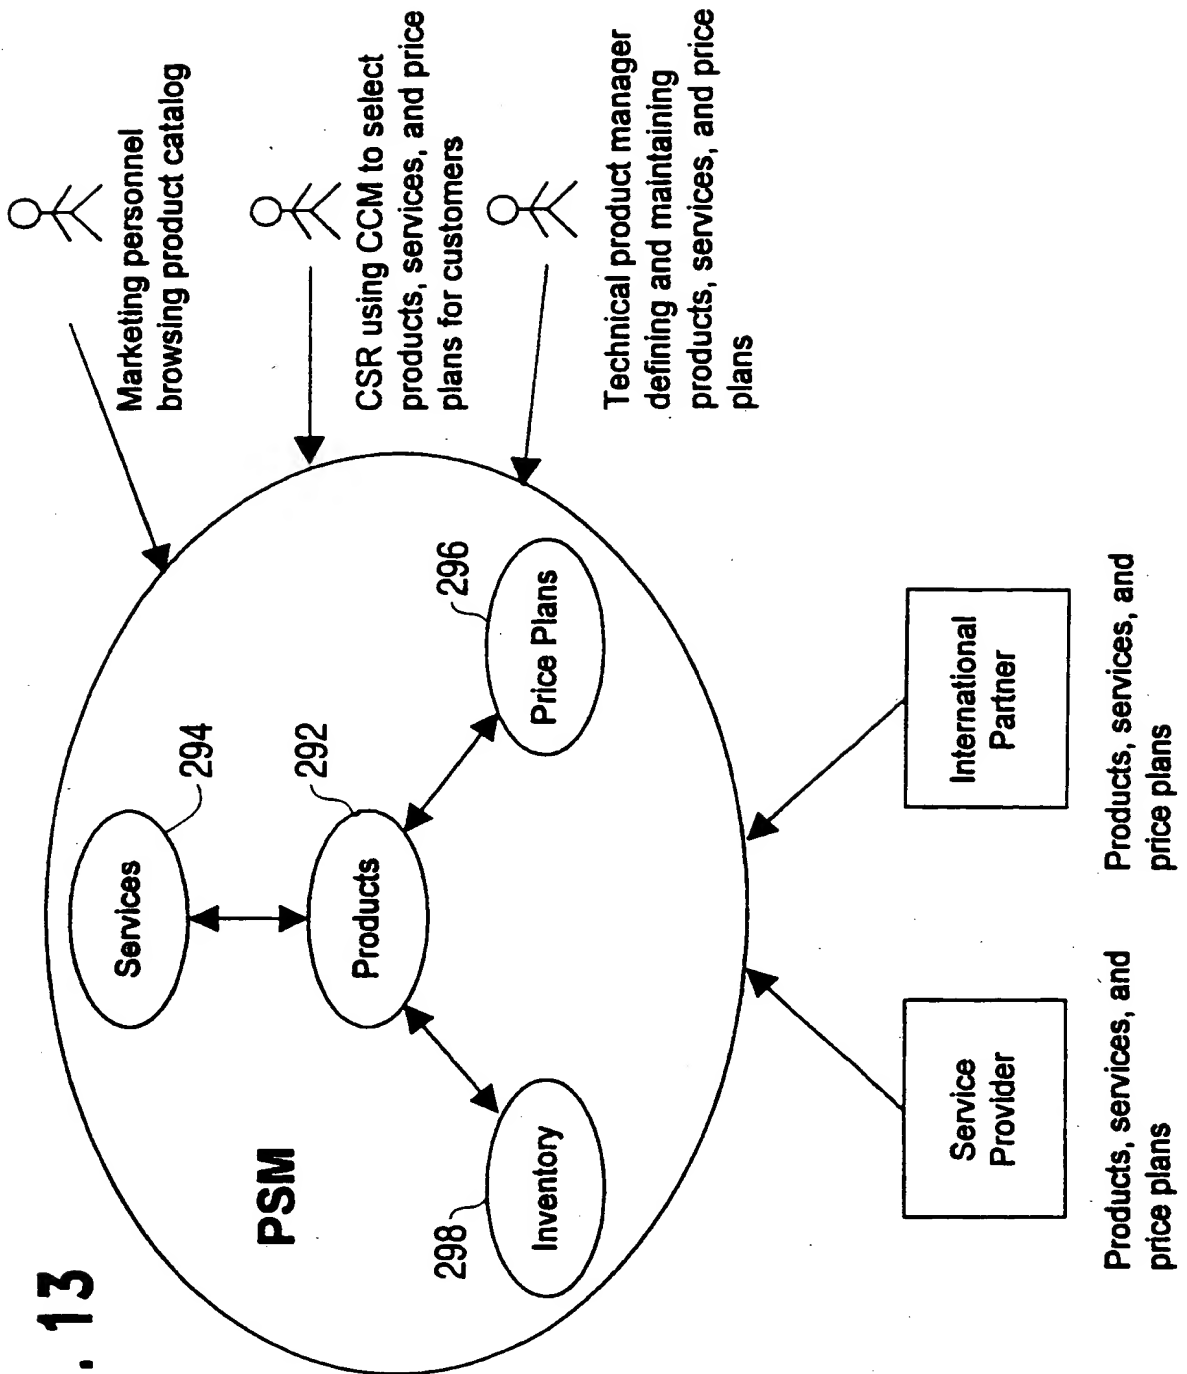 . 13
PSM
Services
294
Products
292
Inventory
298
Price Plans
296
Marketing personnel
browsing product catalog
CSR using CCM to select
products, services, and price
plans for customers
Technical product manager
defining and maintaining
products, services, and price
plans
Service
Provider
Products, services, and
price plans
International
Partner
Products, services, and
price plans